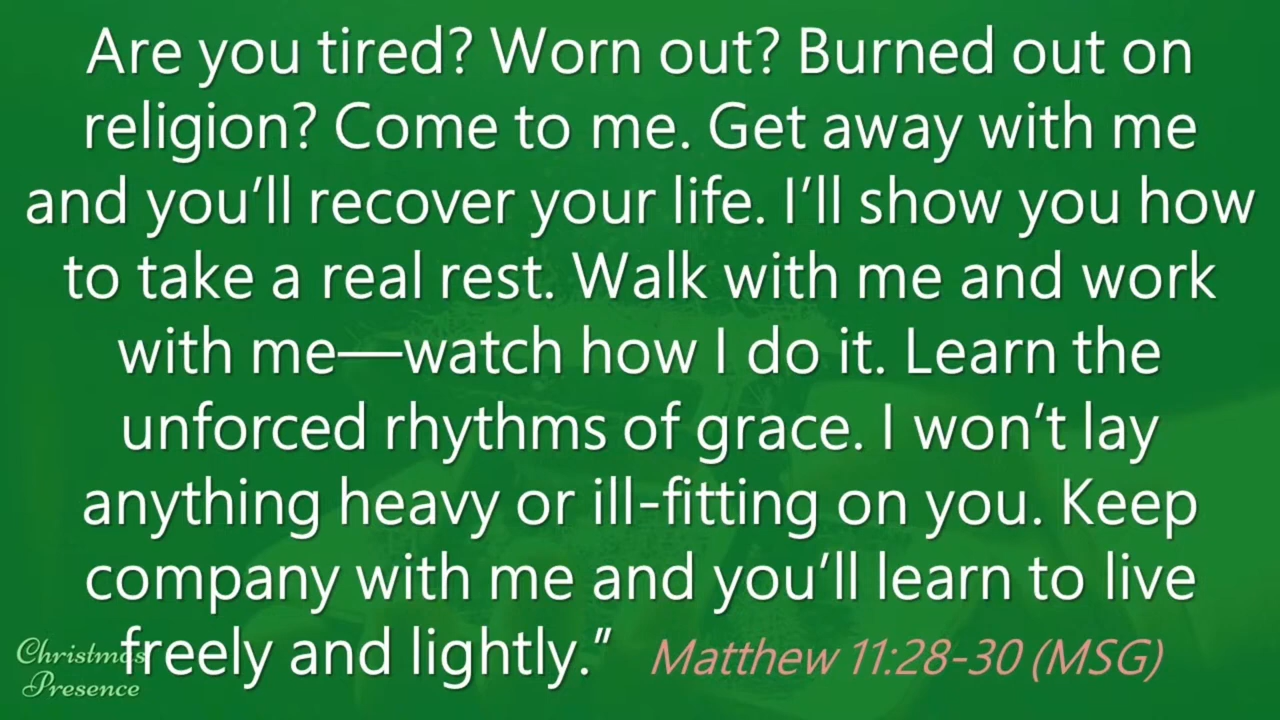 Are you tired? Worn out? Burned out on
religion? Come to me. Get away with me
and you’ll recover your life. I’ll show you how
to take a real rest. Walk with me and work
with me—watch how I do it. Learn the
unforced rhythms of grace. I won’t lay
anything heavy or ill-fitting on you. Keep
company with me and you’ll learn to live
freely and lightly.” Matthew 11:28-30 (MSG)
Christmas
Presence